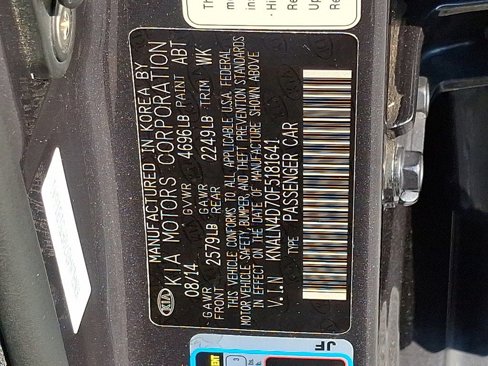 MANUFACTURED IN KOREA BY
KIA MOTORS CORPORATION
08/14 GVWR 4696LB PAINT ABT
GAWR FRONT 2579LB GAWR REAR 2249LB TRIM WK
THIS VEHICLE CONFORMS TO ALL APPLICABLE U.S.A FEDERAL
MOTOR VEHICLE SAFETY, BUMPER, AND THEFT PREVENTION STANDARDS
IN EFFECT ON THE DATE OF MANUFACTURE SHOWN ABOVE
V.I.N KNALN4D70F5181641
TYPE PASSENGER CAR
KIA
JF